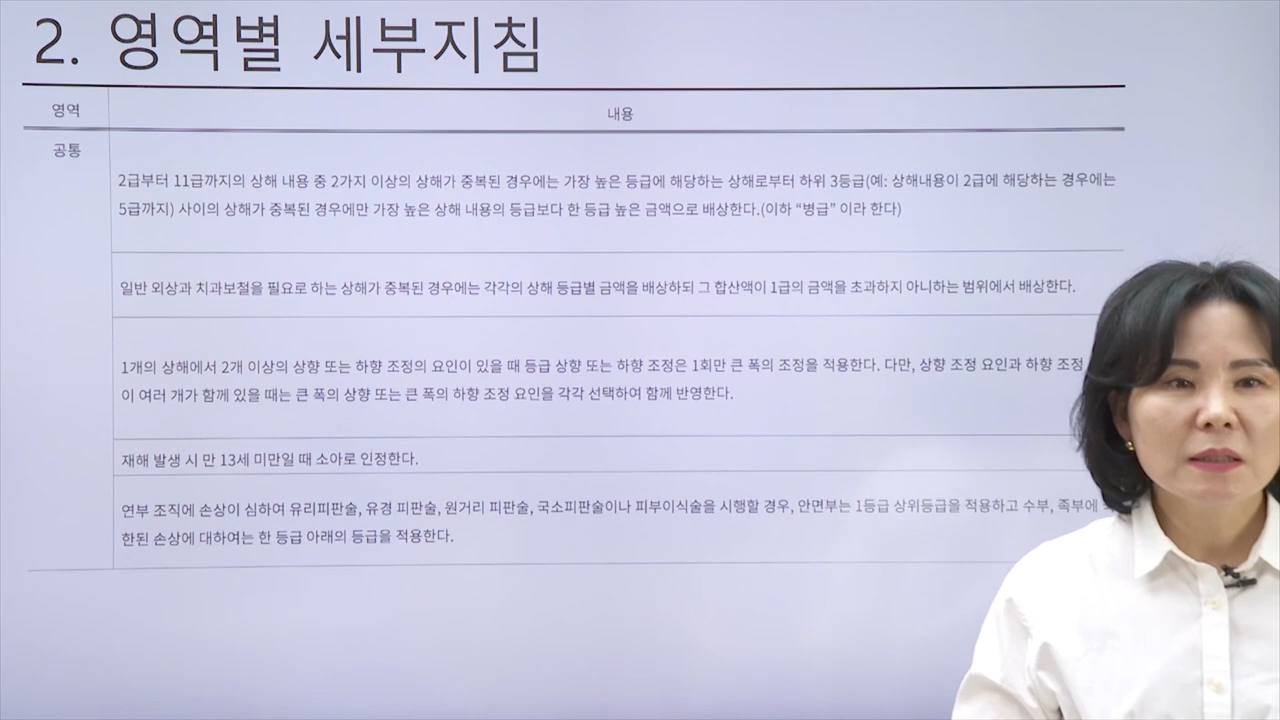 2. 영역별 세부지침
영역
내용
공통
2급부터 11급까지의 상해 내용 중 2가지 이상의 상해가 중복된 경우에는 가장 높은 등급에 해당하는 상해로부터 하위 3등급(예: 상해내용이 2급에 해당하는 경우에는
5급까지) 사이의 상해가 중복된 경우에만 가장 높은 상해 내용의 등급보다 한 등급 높은 금액으로 배상한다.(이하 “병급” 이라 한다)
일반 외상과 치과보철을 필요로 하는 상해가 중복된 경우에는 각각의 상해 등급별 금액을 배상하되 그 합산액이 1급의 금액을 초과하지 아니하는 범위에서 배상한다.
1개의 상해에서 2개 이상의 상향 또는 하향 조정의 요인이 있을 때 등급 상향 또는 하향 조정은 1회만 큰 폭의 조정을 적용한다. 다만, 상향 조정 요인과 하향 조정
이 여러 개가 함께 있을 때는 큰 폭의 상향 또는 큰 폭의 하향 조정 요인을 각각 선택하여 함께 반영한다.
재해 발생 시 만 13세 미만일 때 소아로 인정한다.
연부 조직에 손상이 심하여 유리피판술, 유경 피판술, 원거리 피판술, 국소피판술이나 피부이식술을 시행할 경우, 안면부는 1등급 상위등급을 적용하고 수부, 족부에
한된 손상에 대하여는 한 등급 아래의 등급을 적용한다.